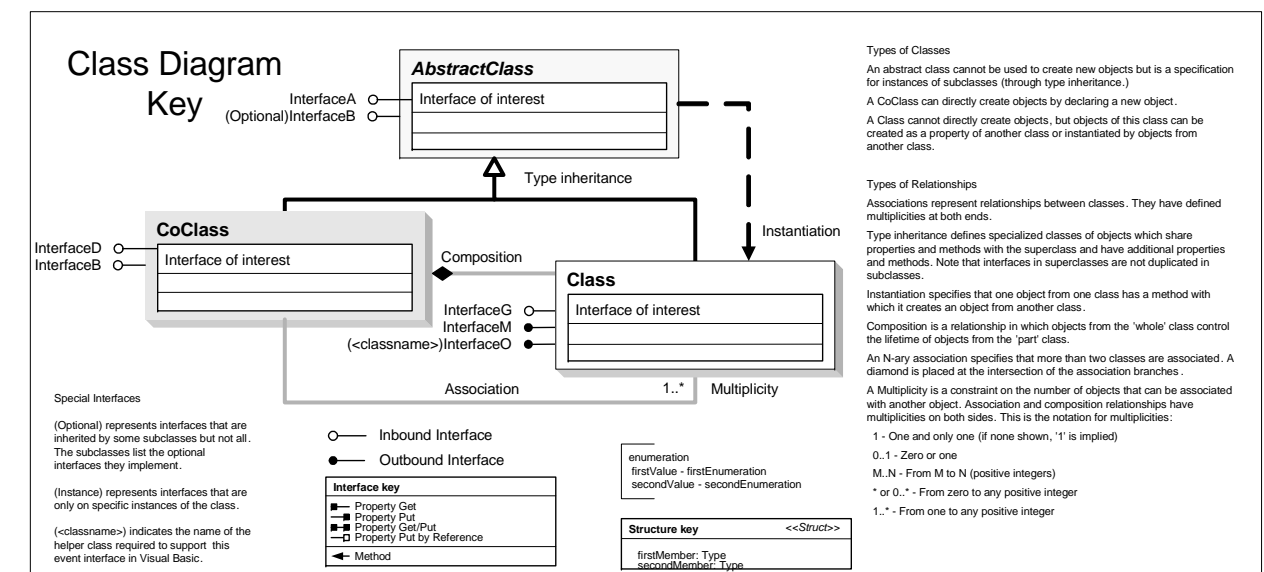 Class Diagram
Key
AbstractClass
Interface of interest
InterfaceA
(Optional)InterfaceB
Type inheritance
CoClass
Interface of interest
InterfaceD
InterfaceB
Composition
Instantiation
Class
Interface of interest
InterfaceG
InterfaceM
(<classname>)InterfaceO
Association
1..*
Multiplicity
Special Interfaces
(Optional) represents interfaces that are
inherited by some subclasses but not all.
The subclasses list the optional
interfaces they implement.
(Instance) represents interfaces that are
only on specific instances of the class.
(<classname>) indicates the name of the
helper class required to support this
event interface in Visual Basic.
Inbound Interface
Outbound Interface
Interface key
Property Get
Property Put
Property Get/Put
Property Put by Reference
Method
enumeration
firstValue - firstEnumeration
secondValue - secondEnumeration
Structure key <<Struct>>
firstMember: Type
secondMember: Type
Types of Classes
An abstract class cannot be used to create new objects but is a specification
for instances of subclasses (through type inheritance.)
A CoClass can directly create objects by declaring a new object.
A Class cannot directly create objects, but objects of this class can be
created as a property of another class or instantiated by objects from
another class.
Types of Relationships
Associations represent relationships between classes. They have defined
multiplicities at both ends.
Type inheritance defines specialized classes of objects which share
properties and methods with the superclass and have additional properties
and methods. Note that interfaces in superclasses are not duplicated in
subclasses.
Instantiation specifies that one object from one class has a method with
which it creates an object from another class.
Composition is a relationship in which objects from the 'whole' class control
the lifetime of objects from the 'part' class.
An N-ary association specifies that more than two classes are associated. A
diamond is placed at the intersection of the association branches.
A Multiplicity is a constraint on the number of objects that can be associated
with another object. Association and composition relationships have
multiplicities on both sides. This is the notation for multiplicities:
1 - One and only one (if none shown, '1' is implied)
0..1 - Zero or one
M..N - From M to N (positive integers)
* or 0..* - From zero to any positive integer
1..* - From one to any positive integer